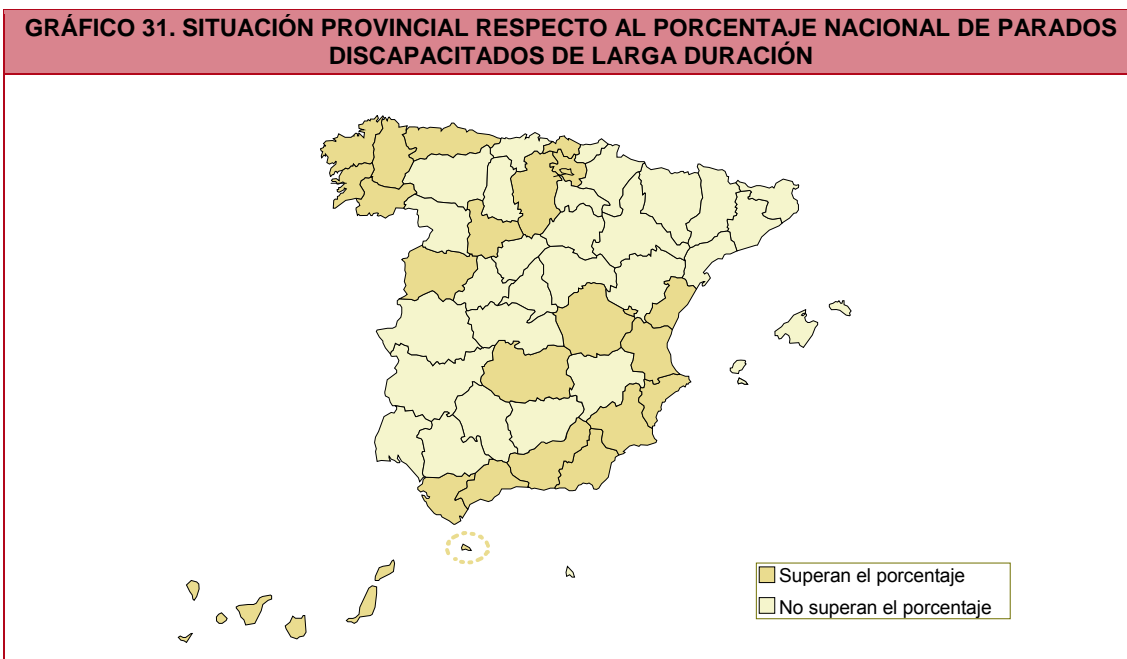 GRÁFICO 31. SITUACIÓN PROVINCIAL RESPECTO AL PORCENTAJE NACIONAL DE PARADOS
DISCAPACITADOS DE LARGA DURACIÓN
Superan el porcentaje
No superan el porcentaje